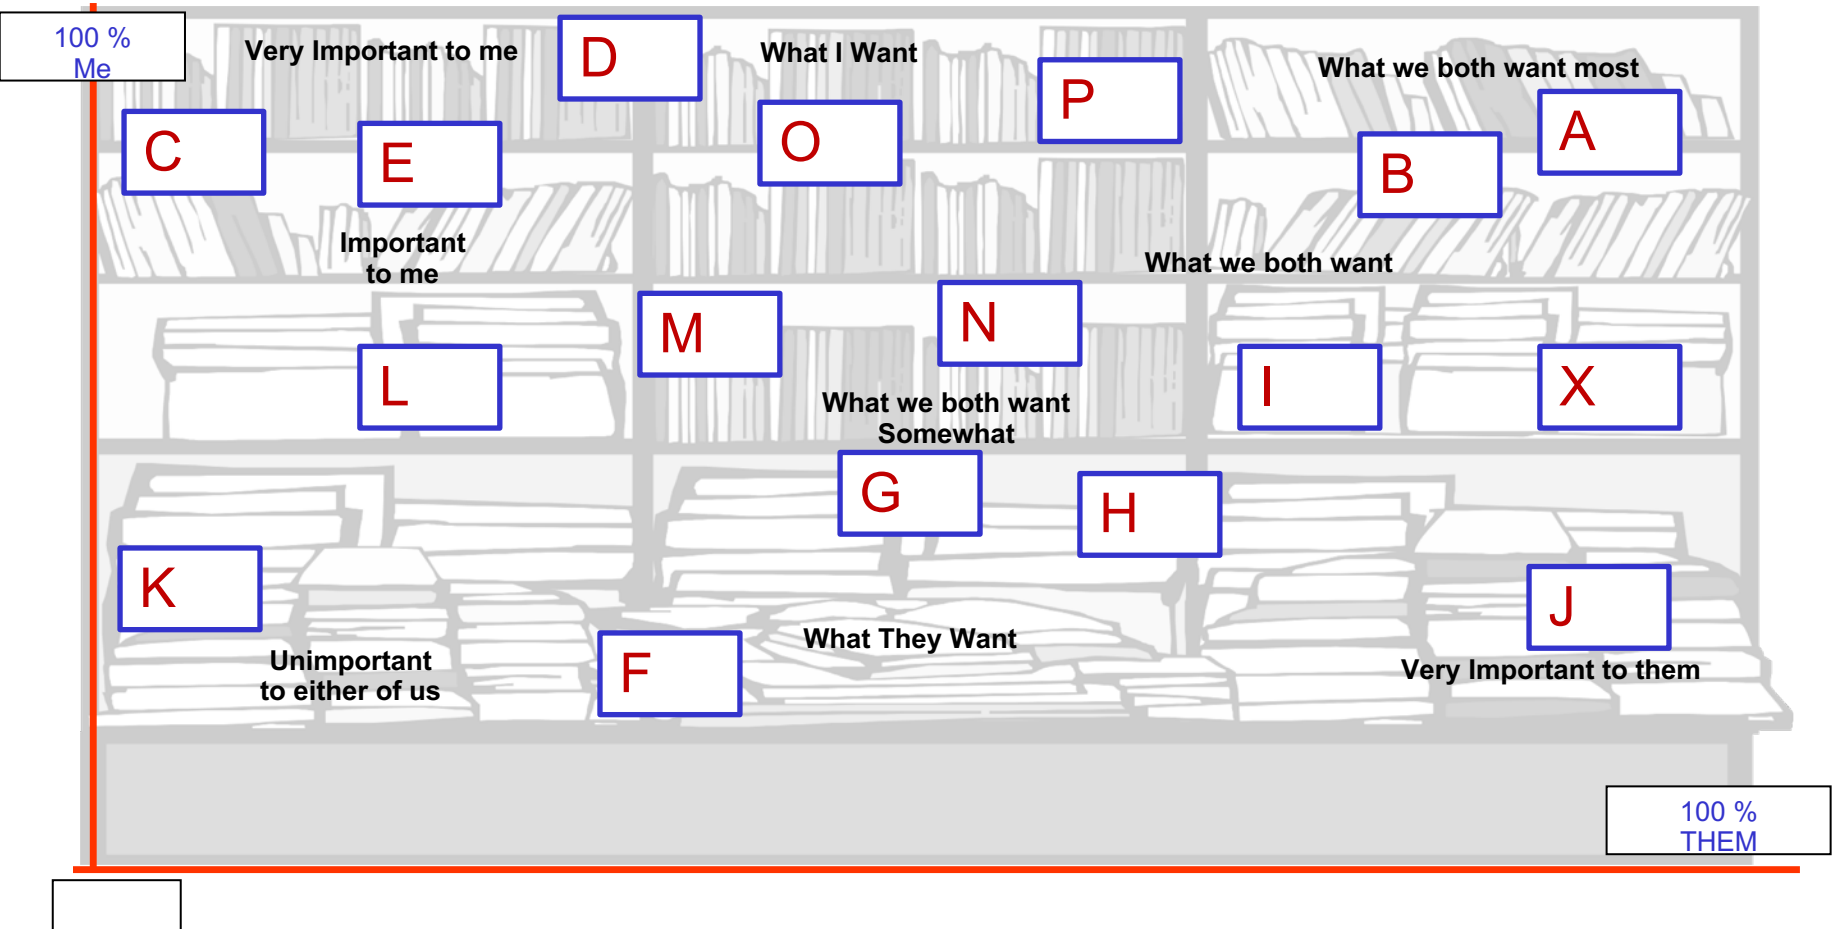 100 %
Me
Very Important to me
D
What I Want
P
What we both want most
A
C
E
O
B
Important
to me
What we both want
M
N
L
I
X
What we both want
Somewhat
G
H
K
J
Unimportant
to either of us
F
What They Want
Very Important to them
100 %
THEM